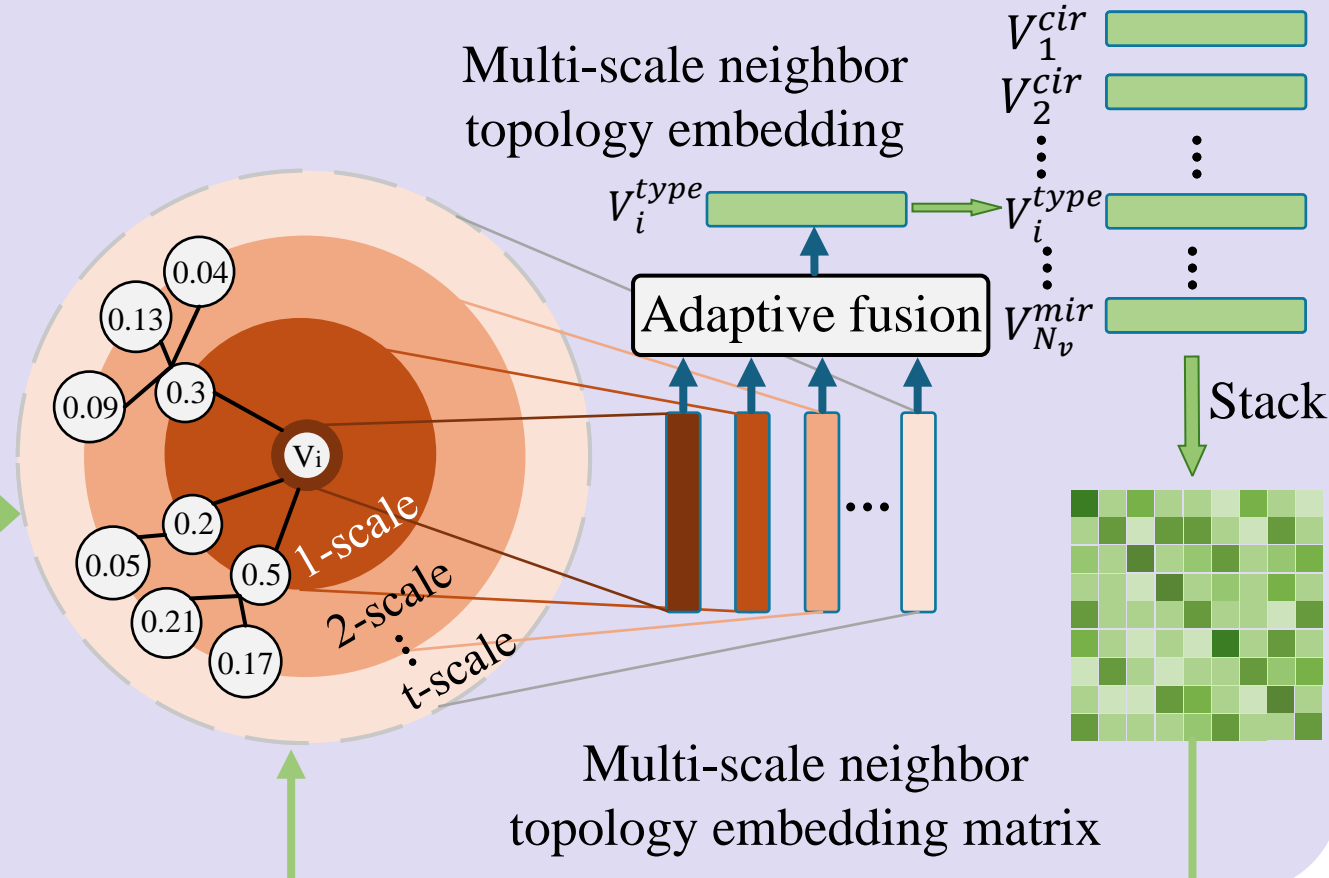 Multi-scale neighbor
topology embedding
V_i^{type}
Adaptive fusion
V_1^{cir}
V_2^{cir}
V_i^{type}
V_{N_v}^{mir}
Stack
0.04
0.13
0.3
0.09
V_i
0.2
0.05
0.5
0.21
0.17
1-scale
2-scale
t-scale
Multi-scale neighbor
topology embedding matrix